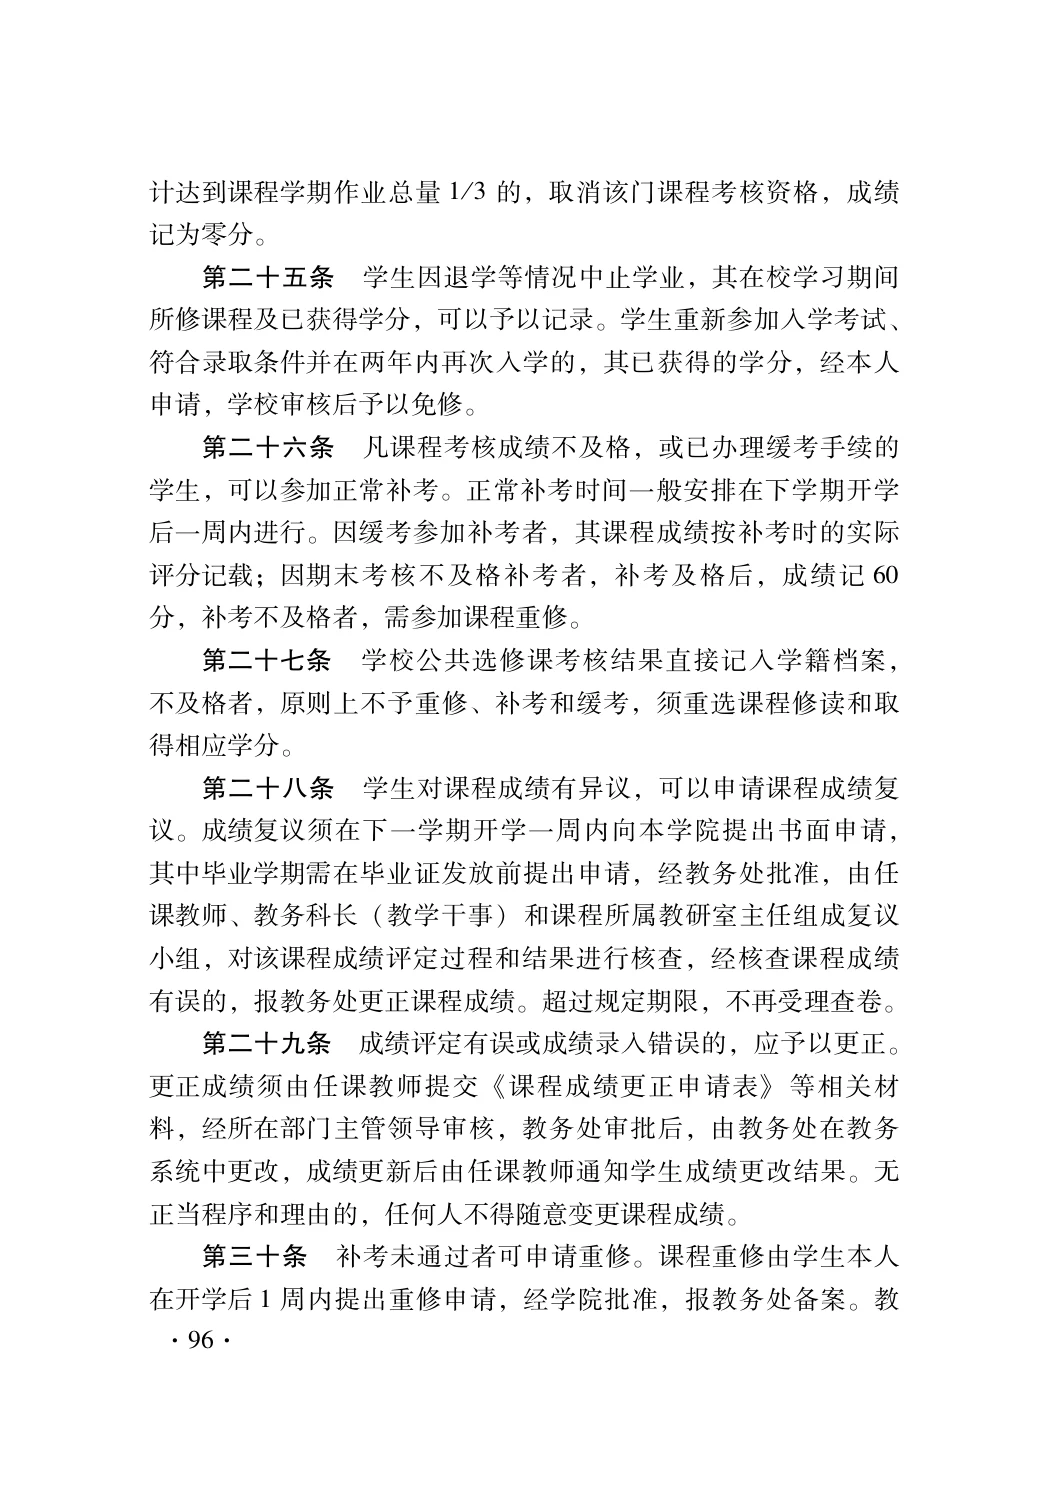 计达到课程学期作业总量 1/3 的，取消该门课程考核资格，成绩
记为零分。
第二十五条　学生因退学等情况中止学业，其在校学习期间
所修课程及已获得学分，可以予以记录。学生重新参加入学考试、
符合录取条件并在两年内再次入学的，其已获得的学分，经本人
申请，学校审核后予以免修。
第二十六条　凡课程考核成绩不及格，或已办理缓考手续的
学生，可以参加正常补考。正常补考时间一般安排在下学期开学
后一周内进行。因缓考参加补考者，其课程成绩按补考时的实际
评分记载；因期末考核不及格补考者，补考及格后，成绩记 60
分，补考不及格者，需参加课程重修。
第二十七条　学校公共选修课考核结果直接记入学籍档案，
不及格者，原则上不予重修、补考和缓考，须重选课程修读和取
得相应学分。
第二十八条　学生对课程成绩有异议，可以申请课程成绩复
议。成绩复议须在下一学期开学一周内向本学院提出书面申请，
其中毕业学期需在毕业证发放前提出申请，经教务处批准，由任
课教师、教务科长（教学干事）和课程所属教研室主任组成复议
小组，对该课程成绩评定过程和结果进行核查，经核查课程成绩
有误的，报教务处更正课程成绩。超过规定期限，不再受理查卷。
第二十九条　成绩评定有误或成绩录入错误的，应予以更正。
更正成绩须由任课教师提交《课程成绩更正申请表》等相关材
料，经所在部门主管领导审核，教务处审批后，由教务处在教务
系统中更改，成绩更新后由任课教师通知学生成绩更改结果。无
正当程序和理由的，任何人不得随意变更课程成绩。
第三十条　补考未通过者可申请重修。课程重修由学生本人
在开学后 1 周内提出重修申请，经学院批准，报教务处备案。教
· 96 ·